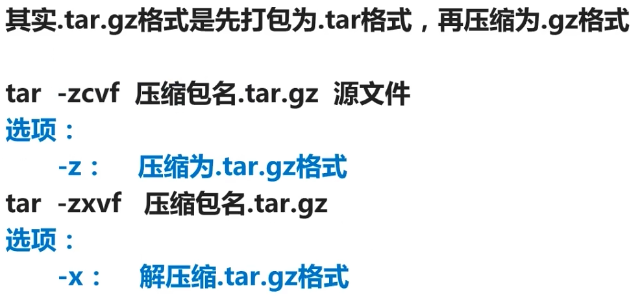 其实.tar.gz格式是先打包为.tar格式，再压缩为.gz格式
tar -zcvf 压缩包名.tar.gz 源文件
选项：
-z： 压缩为.tar.gz格式
tar -zxvf 压缩包名.tar.gz
选项：
-x： 解压缩.tar.gz格式